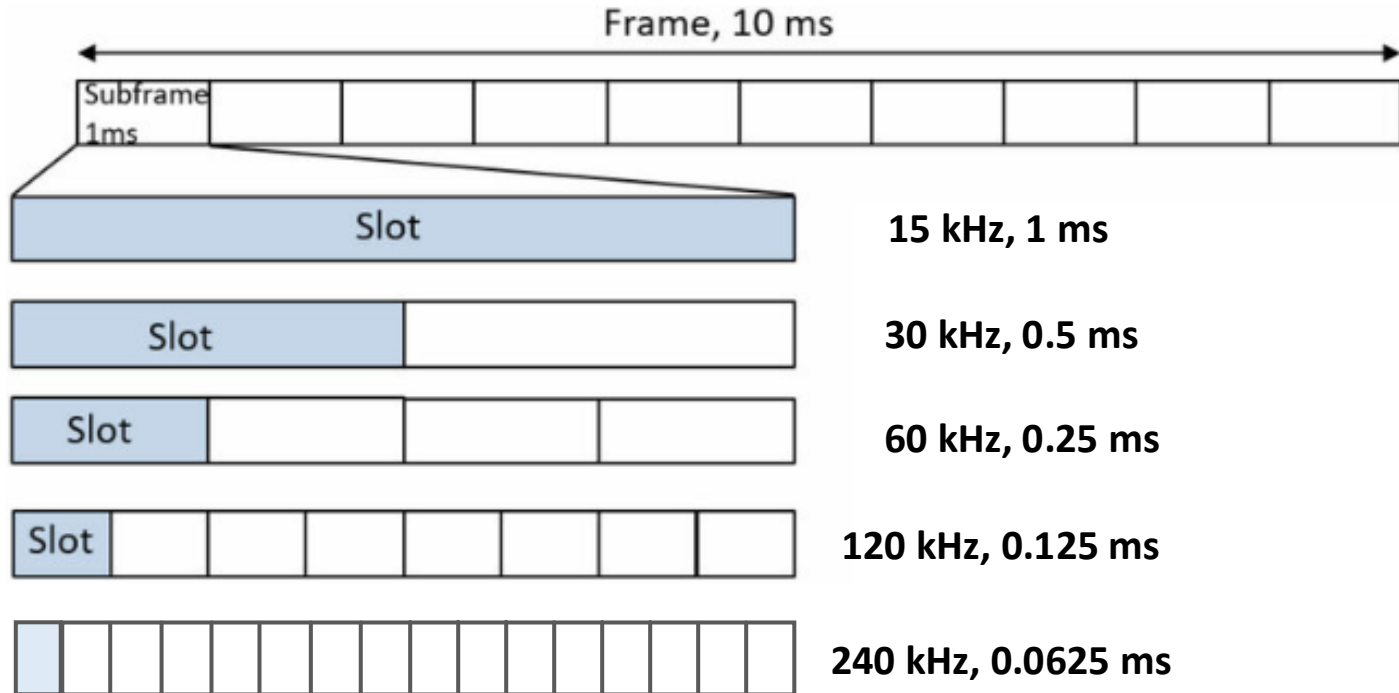 Frame, 10 ms
Subframe
1ms
Slot
15 kHz, 1 ms
Slot
30 kHz, 0.5 ms
Slot
60 kHz, 0.25 ms
Slot
120 kHz, 0.125 ms
240 kHz, 0.0625 ms